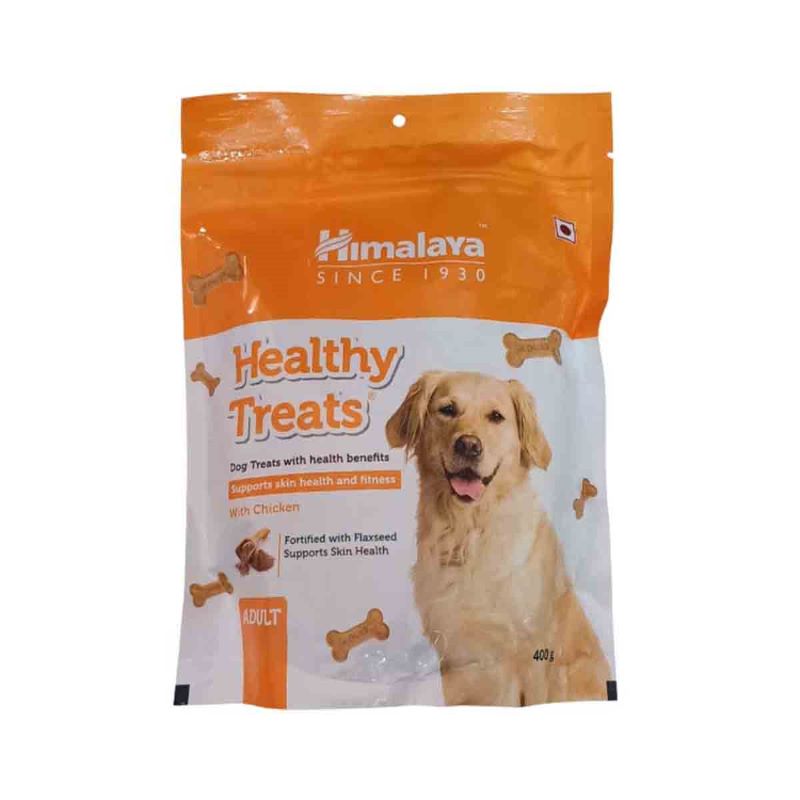 Himalaya™
SINCE 1930
Healthy
Treats®
Dog Treats with health benefits
Supports skin health and fitness
With Chicken
Fortified with Flaxseed
Supports Skin Health
ADULT
400 g